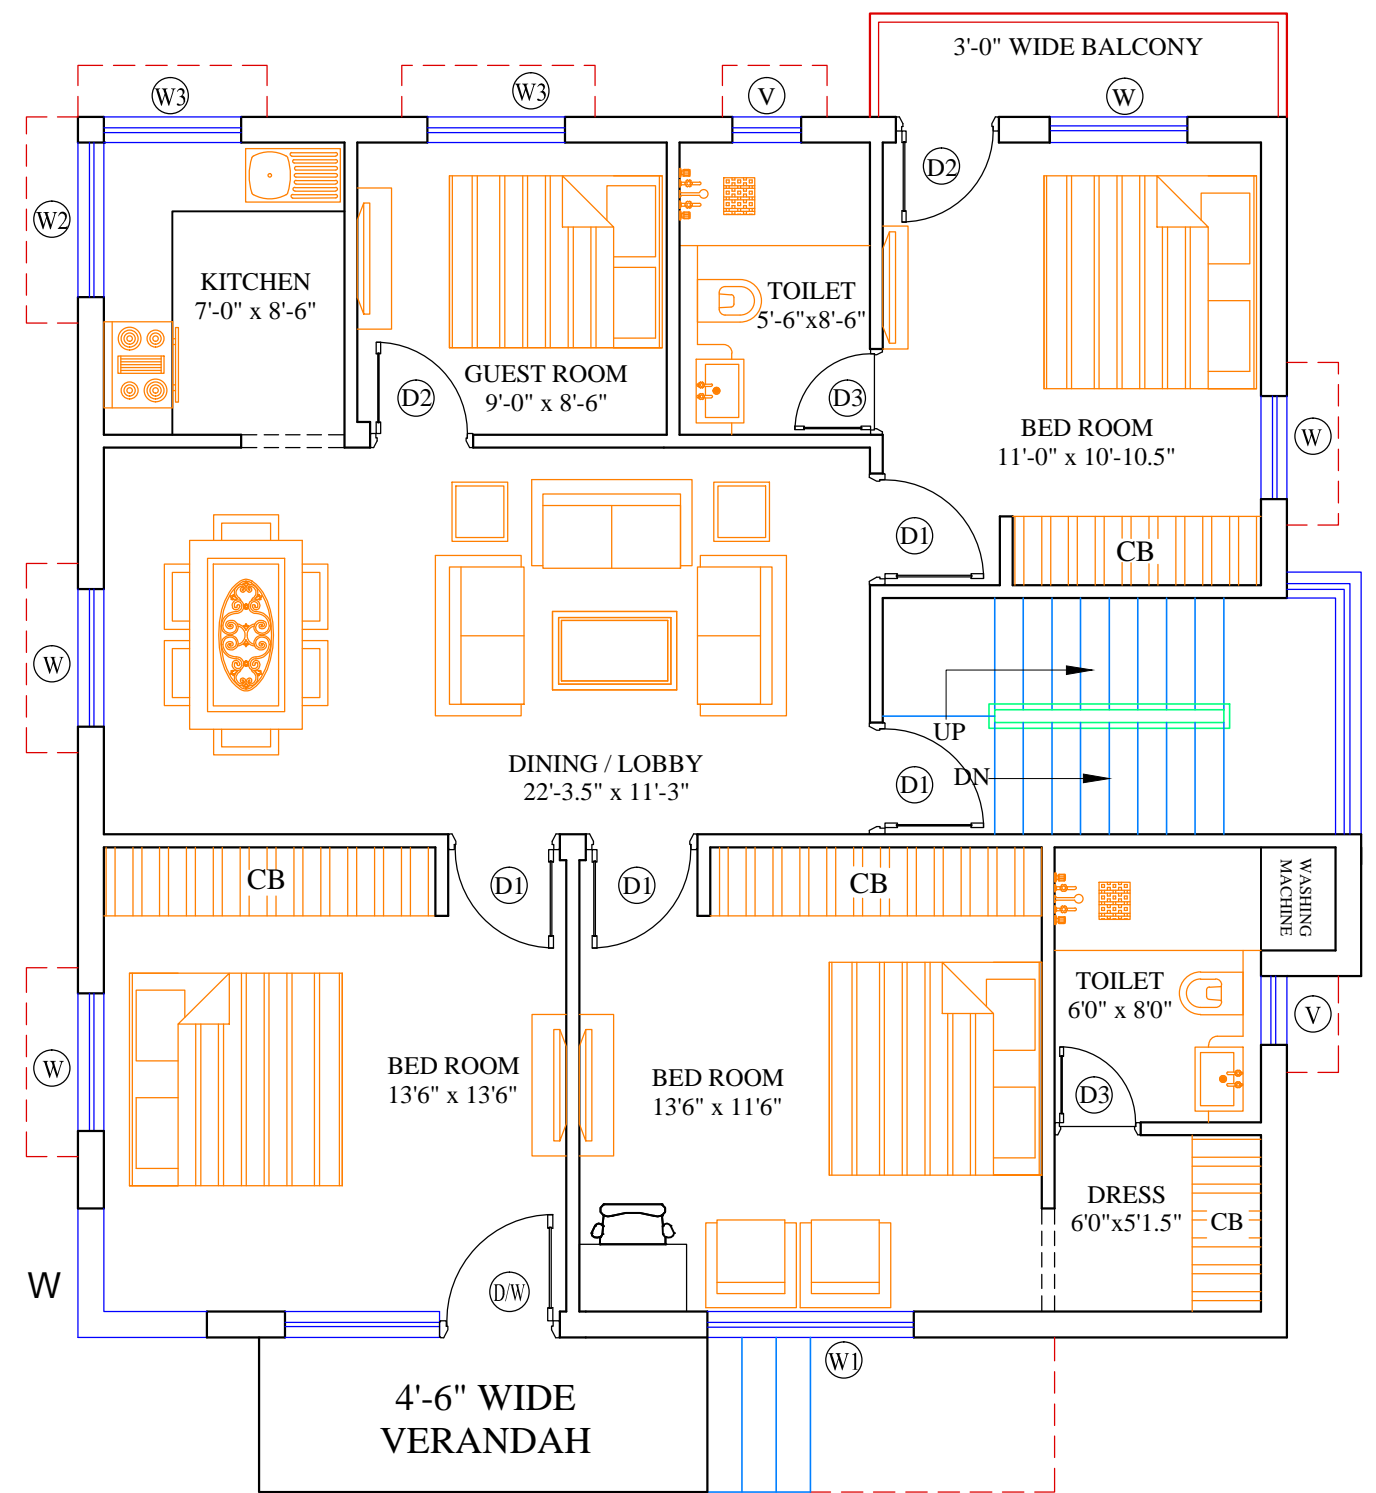 3'-0" WIDE BALCONY
W3
W3
V
W
D2
W2
KITCHEN
7'-0" x 8'-6"
TOILET
5'-6"x8'-6"
GUEST ROOM
9'-0" x 8'-6"
D2
D3
BED ROOM
11'-0" x 10'-10.5"
W
D1
CB
W
UP
DN
D1
DINING / LOBBY
22'-3.5" x 11'-3"
CB
D1
D1
CB
WASHING
MACHINE
TOILET
6'0" x 8'0"
V
W
BED ROOM
13'6" x 13'6"
BED ROOM
13'6" x 11'6"
D3
DRESS
6'0"x5'1.5"
CB
W
D/W
W1
4'-6" WIDE
VERANDAH